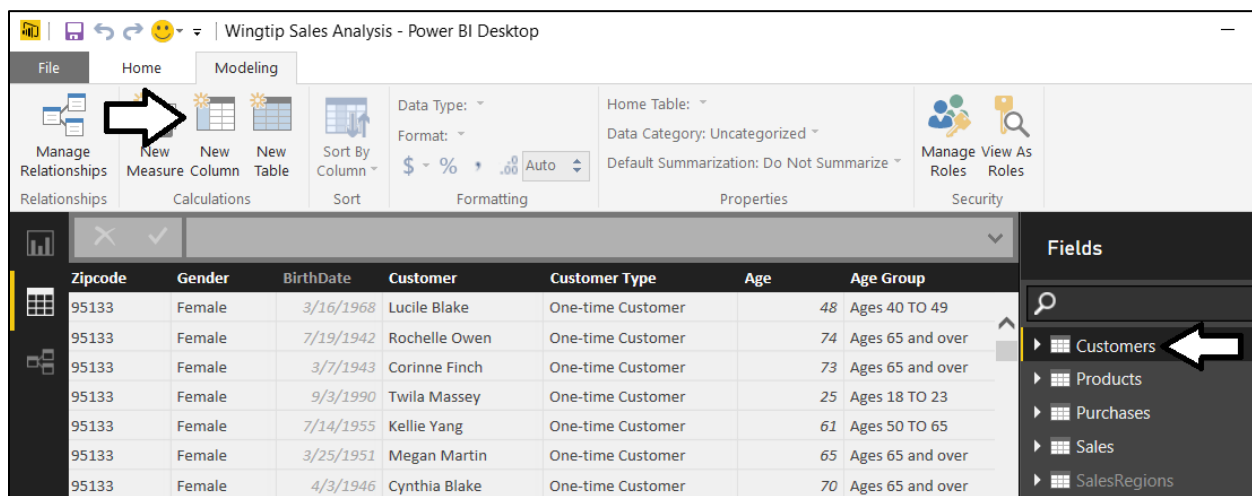 Wingtip Sales Analysis - Power BI Desktop
File Home Modeling
Manage Relationships
New Measure
New Column
New Table
Sort By Column
Data Type:
Format:
$ % , .00 Auto
Home Table:
Data Category: Uncategorized
Default Summarization: Do Not Summarize
Manage Roles
View As Roles
Relationships Calculations Sort Formatting Properties Security
Fields
Zipcode Gender BirthDate Customer Customer Type Age Age Group
95133 Female 3/16/1968 Lucile Blake One-time Customer 48 Ages 40 TO 49
95133 Female 7/19/1942 Rochelle Owen One-time Customer 74 Ages 65 and over
95133 Female 3/7/1943 Corinne Finch One-time Customer 73 Ages 65 and over
95133 Female 9/3/1990 Twila Massey One-time Customer 25 Ages 18 TO 23
95133 Female 7/14/1955 Kellie Yang One-time Customer 61 Ages 50 TO 65
95133 Female 3/25/1951 Megan Martin One-time Customer 65 Ages 65 and over
95133 Female 4/3/1946 Cynthia Blake One-time Customer 70 Ages 65 and over
Customers
Products
Purchases
Sales
SalesRegions